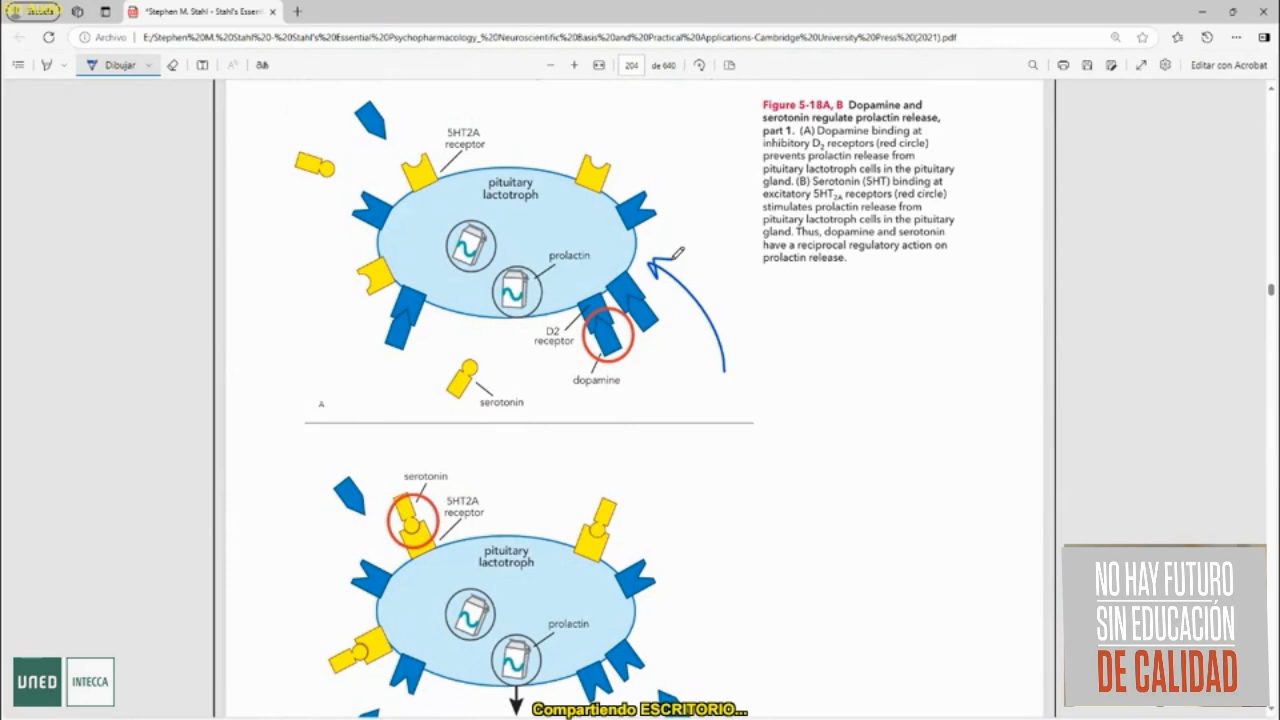 *Stephen M. Stahl - Stahl's Essen
Archivo
E:/Stephen%20M.%20Stahl%20-%20Stahl's%20Essential%20Psychopharmacology_%20Neuroscientific%20Basis%20and%20Practical%20Applications-Cambridge%20University%20Press%20(2021).pdf
Dibujar
204 de 640
Editar con Acrobat
5HT2A
receptor
pituitary
lactotroph
prolactin
D2
receptor
dopamine
serotonin
A
Figure 5-18A, B Dopamine and
serotonin regulate prolactin release,
part 1. (A) Dopamine binding at
inhibitory D2 receptors (red circle)
prevents prolactin release from
pituitary lactotroph cells in the pituitary
gland. (B) Serotonin (5HT) binding at
excitatory 5HT2A receptors (red circle)
stimulates prolactin release from
pituitary lactotroph cells in the pituitary
gland. Thus, dopamine and serotonin
have a reciprocal regulatory action on
prolactin release.
serotonin
5HT2A
receptor
pituitary
lactotroph
prolactin
NO HAY FUTURO
SIN EDUCACIÓN
DE CALIDAD
UNED
INTECCA
Compartiendo ESCRITORIO...